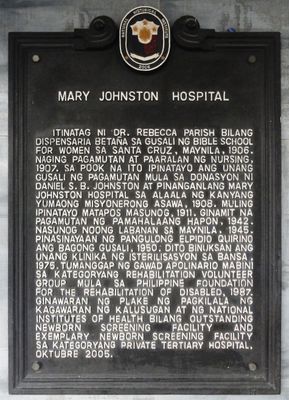 MARY JOHNSTON HOSPITAL
ITINATAG NI DR. REBECCA PARISH BILANG
DISPENSARIA BETAÑA SA GUSALI NG BIBLE SCHOOL
FOR WOMEN SA SANTA CRUZ, MAYNILA, 1906.
NAGING PAGAMUTAN AT PAARALAN NG NURSING,
1907. SA POOK NA ITO IPINATAYO ANG UNANG
GUSALI NG PAGAMUTAN MULA SA DONASYON NI
DANIEL S.B. JOHNSTON AT PINANGANLANG MARY
JOHNSTON HOSPITAL SA ALAALA NG KANYANG
YUMAONG MISYONERONG ASAWA, 1908. MULING
IPINATAYO MATAPOS MASUNOG, 1911. GINAMIT NA
PAGAMUTAN NG PAMAHALAANG HAPON, 1942.
NASUNOG NOONG LABANAN SA MAYNILA, 1945.
PINASINAYAAN NG PANGULONG ELPIDIO QUIRINO
ANG BAGONG GUSALI, 1950. DITO BINUKSAN ANG
UNANG KLINIKA NG ISTERILISASYON SA BANSA,
1975. TUMANGGAP NG GAWAD APOLINARIO MABINI
SA KATEGORYANG REHABILITATION VOLUNTEER
GROUP MULA SA PHILIPPINE FOUNDATION
FOR THE REHABILITATION OF DISABLED, 1987.
GINAWARAN NG PLAKE NG PAGKILALA NG
KAGAWARAN NG KALUSUGAN AT NG NATIONAL
INSTITUTES OF HEALTH BILANG OUTSTANDING
NEWBORN SCREENING FACILITY AND
EXEMPLARY NEWBORN SCREENING FACILITY
SA KATEGORYANG PRIVATE TERTIARY HOSPITAL,
OKTUBRE 2005.